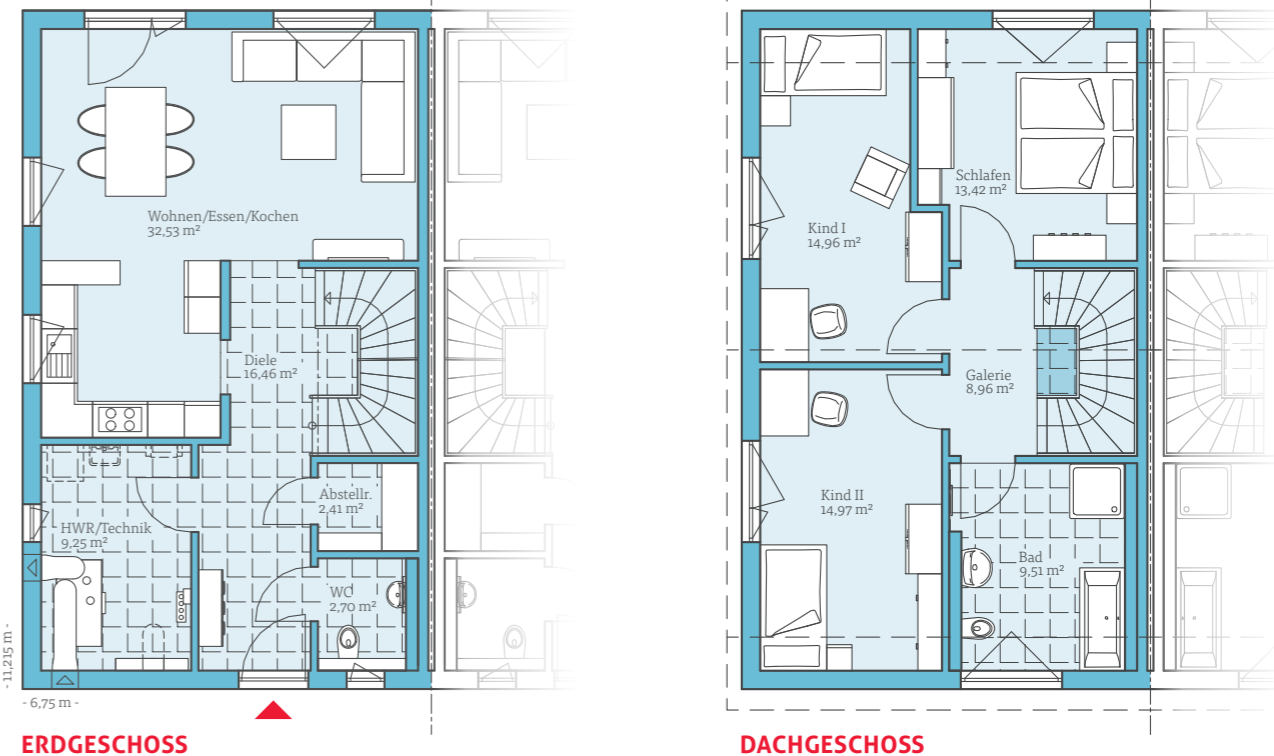 Wohnen/Essen/Kochen
32,53 m²
Diele
16,46 m²
Abstellr.
2,41 m²
HWR/Technik
9,25 m²
WC
2,70 m²
- 11,215 m -
- 6,75 m -
ERDGESCHOSS
Schlafen
13,42 m²
Kind I
14,96 m²
Galerie
8,96 m²
Kind II
14,97 m²
Bad
9,51 m²
DACHGESCHOSS